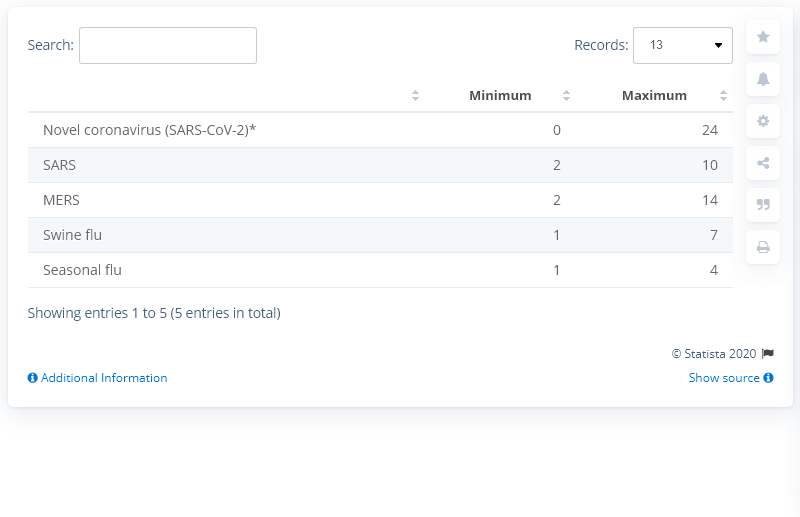 Search:
Records: 13
Minimum Maximum
Novel coronavirus (SARS-CoV-2)* 0 24
SARS 2 10
MERS 2 14
Swine flu 1 7
Seasonal flu 1 4
Showing entries 1 to 5 (5 entries in total)
© Statista 2020
Additional Information Show source